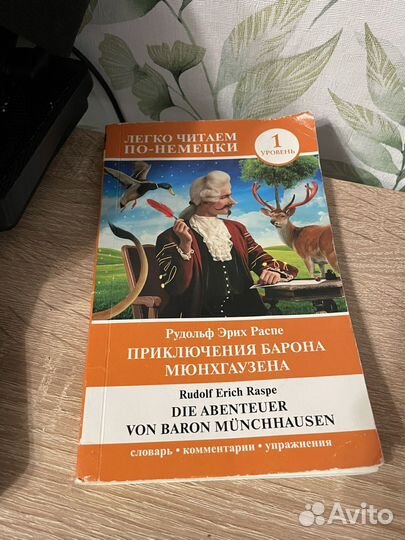 ЛЕГКО ЧИТАЕМ
ПО-НЕМЕЦКИ
1
УРОВЕНЬ
Рудольф Эрих Распе
ПРИКЛЮЧЕНИЯ БАРОНА
МЮНХГАУЗЕНА
Rudolf Erich Raspe
DIE ABENTEUER
VON BARON MÜNCHHAUSEN
словарь • комментарии • упражнения
Avito